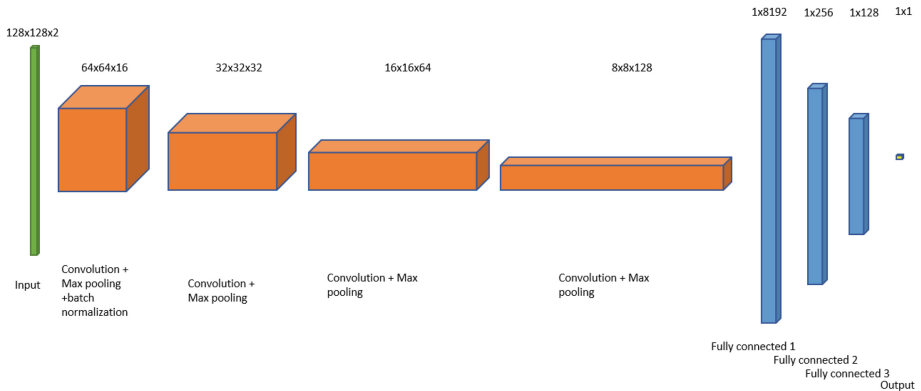 1x8192
1x256
1x128
1x1
128x128x2
64x64x16
32x32x32
16x16x64
8x8x128
Input
Convolution +
Max pooling
+batch
normalization
Convolution +
Max pooling
Convolution + Max
pooling
Convolution + Max
pooling
Fully connected 1
Fully connected 2
Fully connected 3
Output